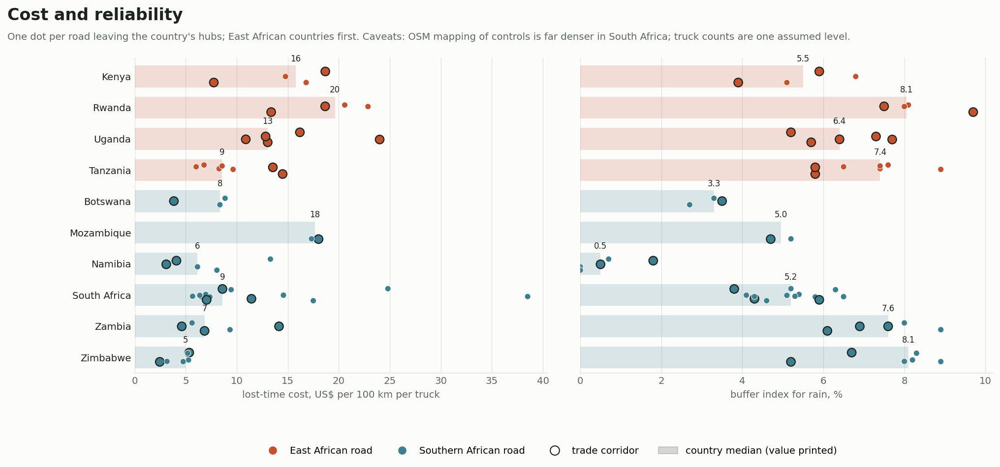 Cost and reliability
One dot per road leaving the country's hubs; East African countries first. Caveats: OSM mapping of controls is far denser in South Africa; truck counts are one assumed level.
16
5.5
Kenya
20
8.1
Rwanda
13
6.4
Uganda
9
7.4
Tanzania
8
3.3
Botswana
18
5.0
Mozambique
6
0.5
Namibia
9
5.2
South Africa
7
7.6
Zambia
5
8.1
Zimbabwe
0 5 10 15 20 25 30 35 40
0 2 4 6 8 10
lost-time cost, US$ per 100 km per truck
buffer index for rain, %
East African road
Southern African road
trade corridor
country median (value printed)